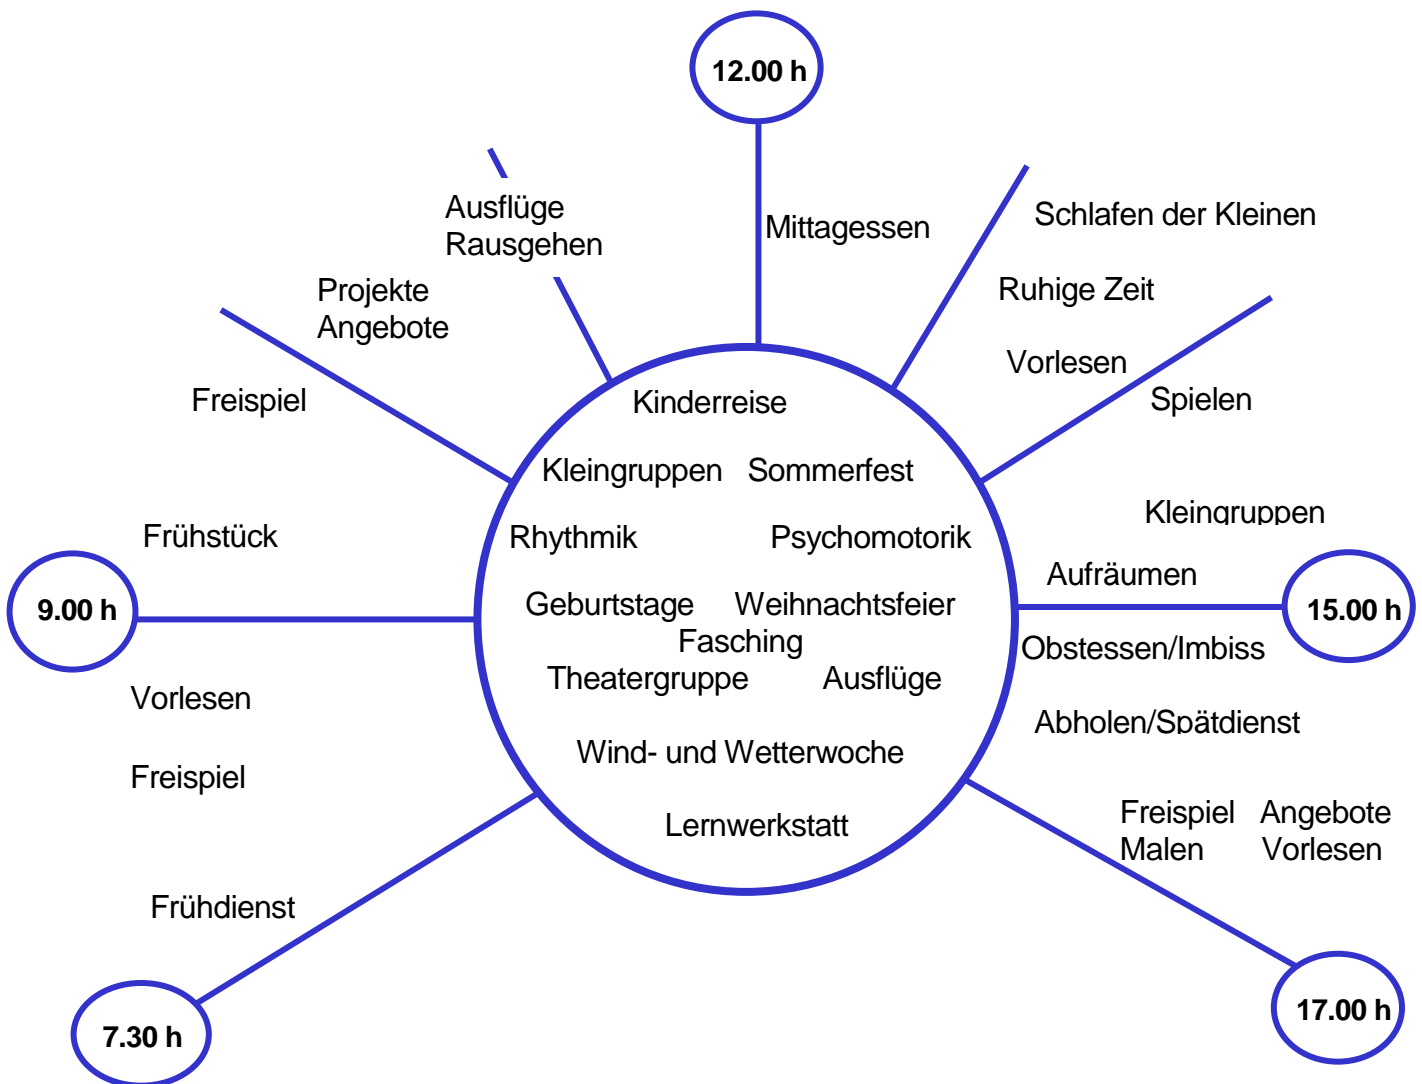 12.00 h
Ausflüge
Rausgehen
Mittagessen
Schlafen der Kleinen
Projekte
Angebote
Ruhige Zeit
Vorlesen
Freispiel
Spielen
Kinderreise
Kleingruppen Sommerfest
Kleingruppen
Frühstück
Rhythmik Psychomotorik
Aufräumen
9.00 h
15.00 h
Geburtstage Weihnachtsfeier
Fasching
Theatergruppe Ausflüge
Obstessen/Imbiss
Vorlesen
Abholen/Spätdienst
Wind- und Wetterwoche
Freispiel
Lernwerkstatt
Freispiel Angebote
Malen Vorlesen
Frühdienst
7.30 h
17.00 h